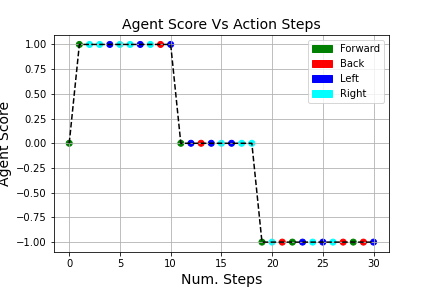 Agent Score Vs Action Steps
Agent Score
1.00
0.75
0.50
0.25
0.00
−0.25
−0.50
−0.75
−1.00
Forward
Back
Left
Right
0 5 10 15 20 25 30
Num. Steps